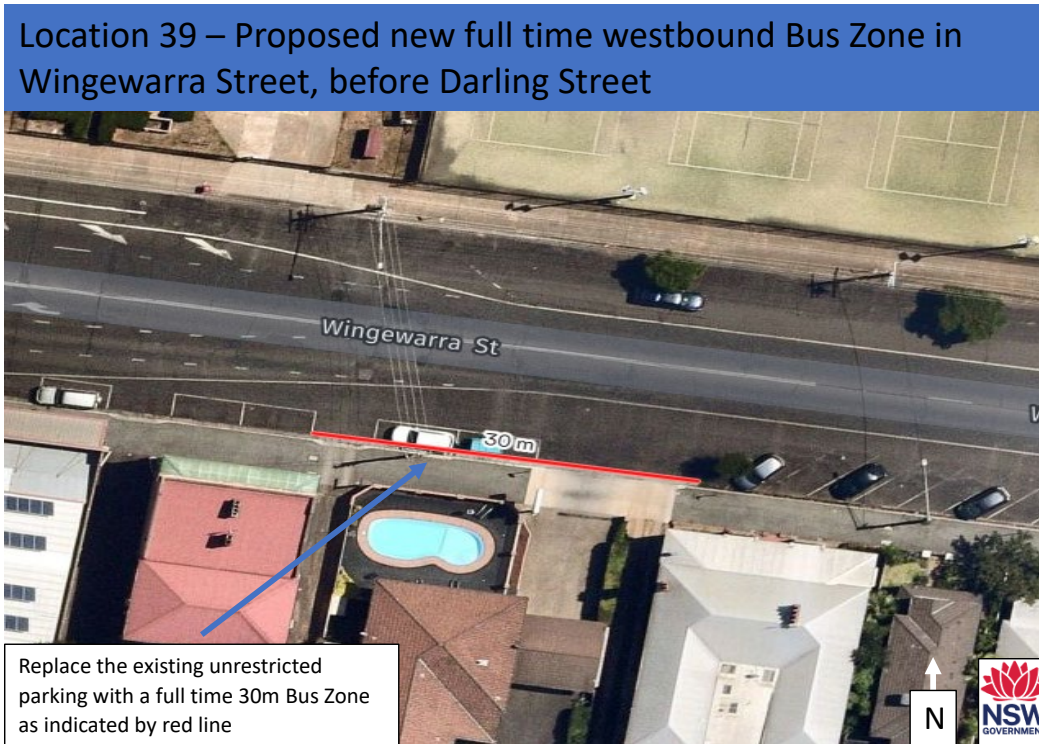 Location 39 – Proposed new full time westbound Bus Zone in
Wingewarra Street, before Darling Street
Wingewarra St
W
30 m
Replace the existing unrestricted
parking with a full time 30m Bus Zone
as indicated by red line
N
NSW
GOVERNMENT